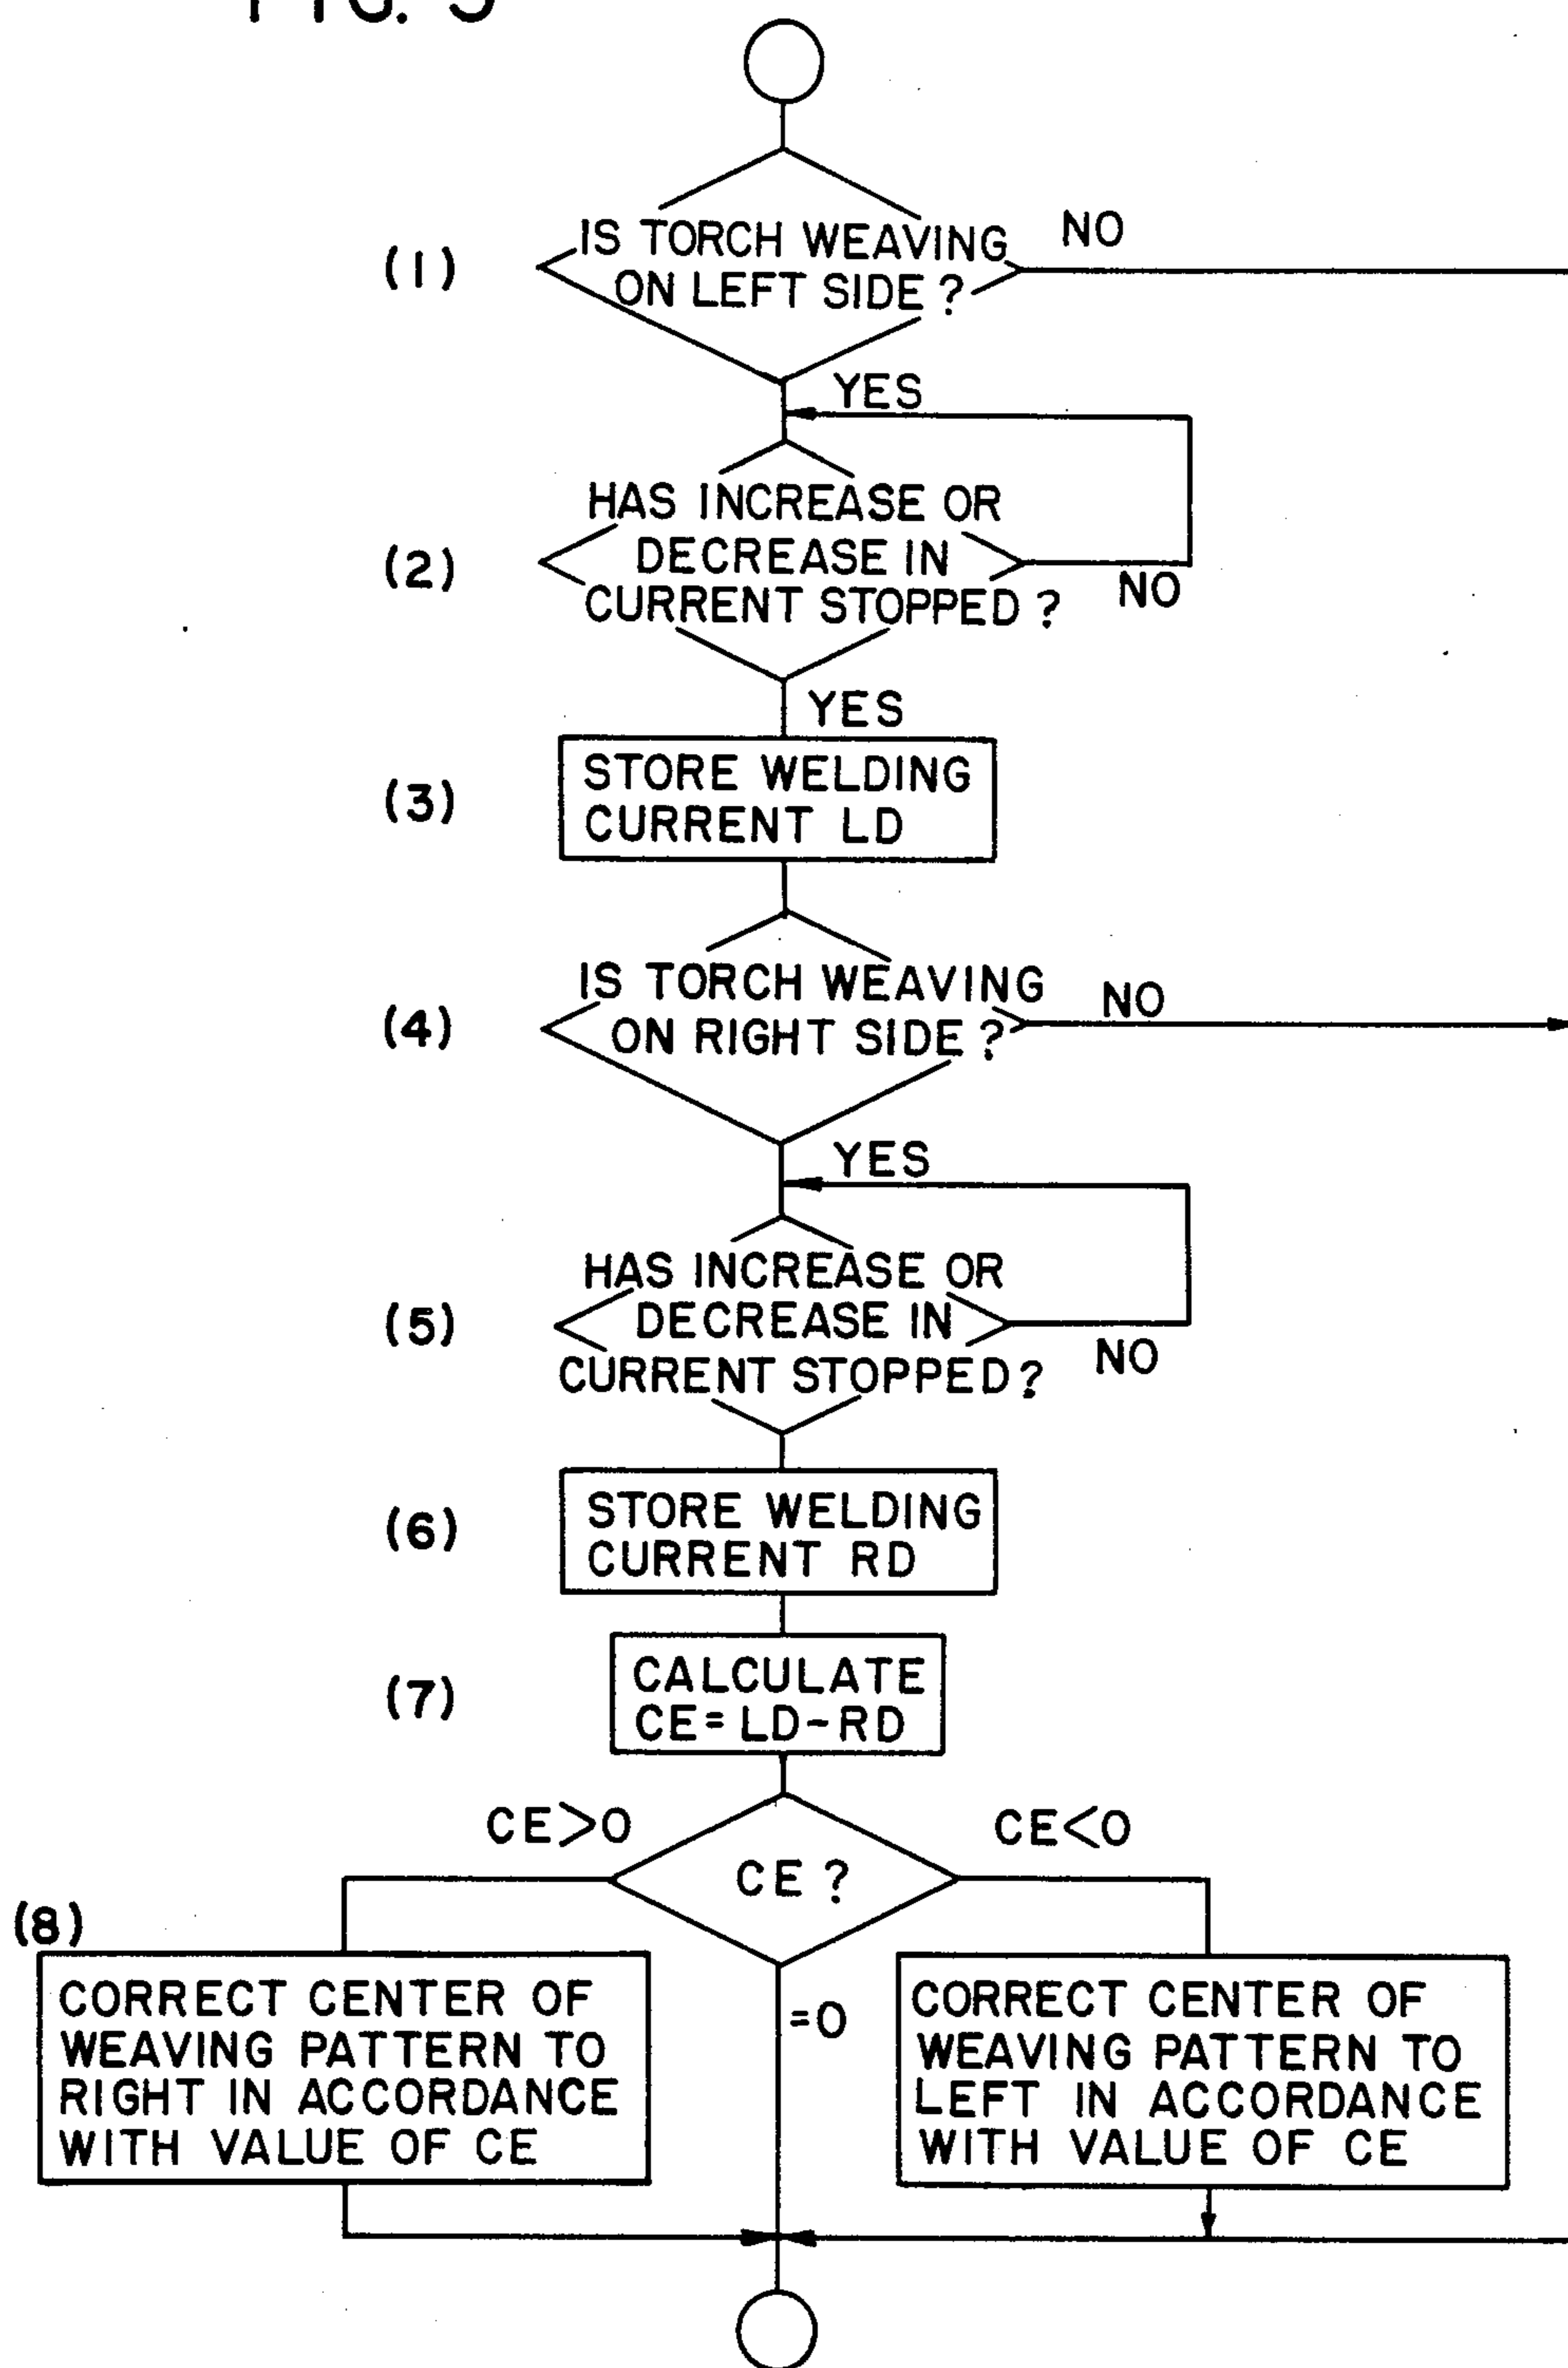 FIG. 5
IS TORCH WEAVING
ON LEFT SIDE ?
NO
(1)
YES
HAS INCREASE OR
DECREASE IN
CURRENT STOPPED ?
(2)
NO
YES
STORE WELDING
CURRENT LD
(3)
IS TORCH WEAVING
ON RIGHT SIDE ?
NO
(4)
YES
HAS INCREASE OR
DECREASE IN
CURRENT STOPPED ?
(5)
NO
STORE WELDING
CURRENT RD
(6)
CALCULATE
CE=LD-RD
(7)
CE>0
CE<0
CE ?
(8)
CORRECT CENTER OF
WEAVING PATTERN TO
RIGHT IN ACCORDANCE
WITH VALUE OF CE
=0
CORRECT CENTER OF
WEAVING PATTERN TO
LEFT IN ACCORDANCE
WITH VALUE OF CE